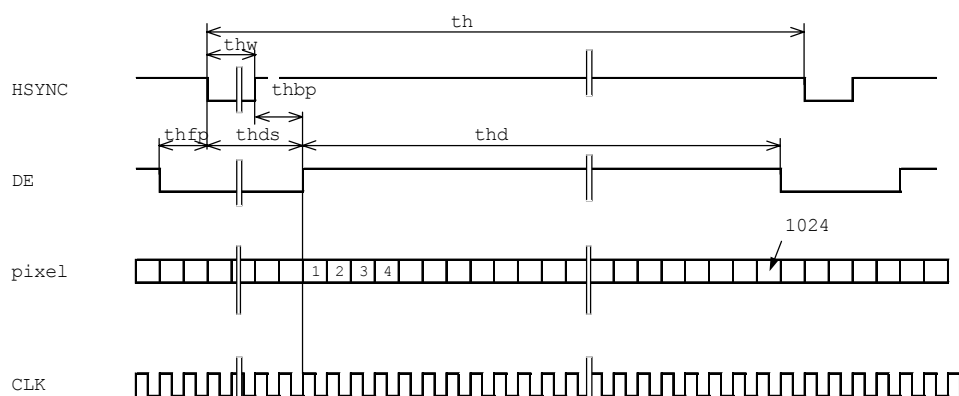 th
thw
HSYNC
thbp
thfp thds thd
DE
1024
pixel 1 2 3 4
CLK